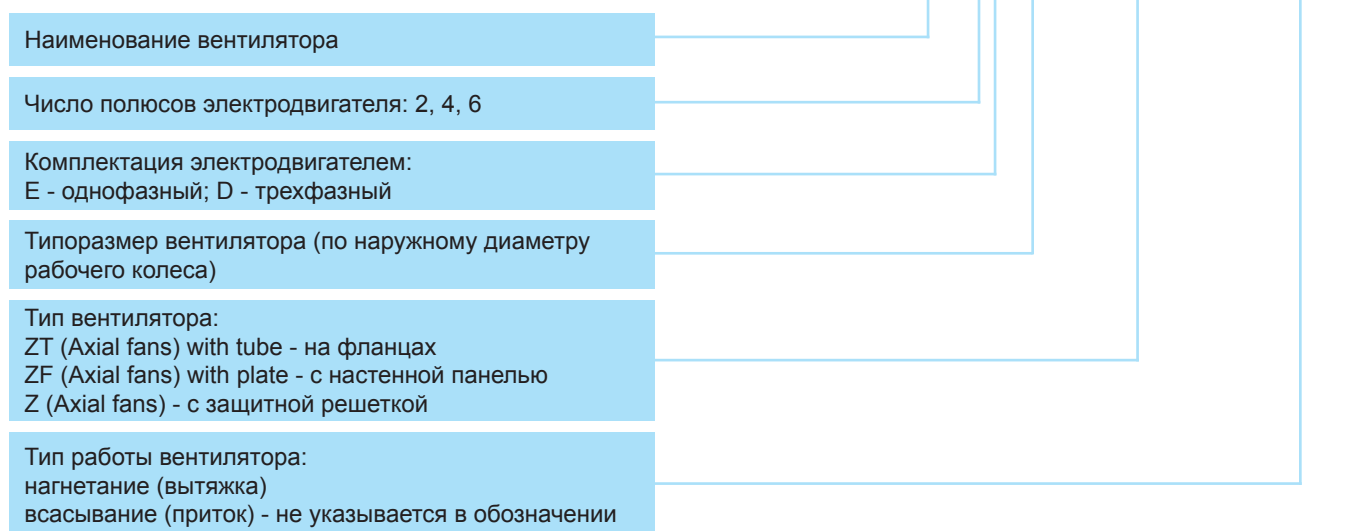 Наименование вентилятора
Число полюсов электродвигателя: 2, 4, 6
Комплектация электродвигателем:
E - однофазный; D - трехфазный
Типоразмер вентилятора (по наружному диаметру
рабочего колеса)
Тип вентилятора:
ZT (Axial fans) with tube - на фланцах
ZF (Axial fans) with plate - с настенной панелью
Z (Axial fans) - с защитной решеткой
Тип работы вентилятора:
нагнетание (вытяжка)
всасывание (приток) - не указывается в обозначении